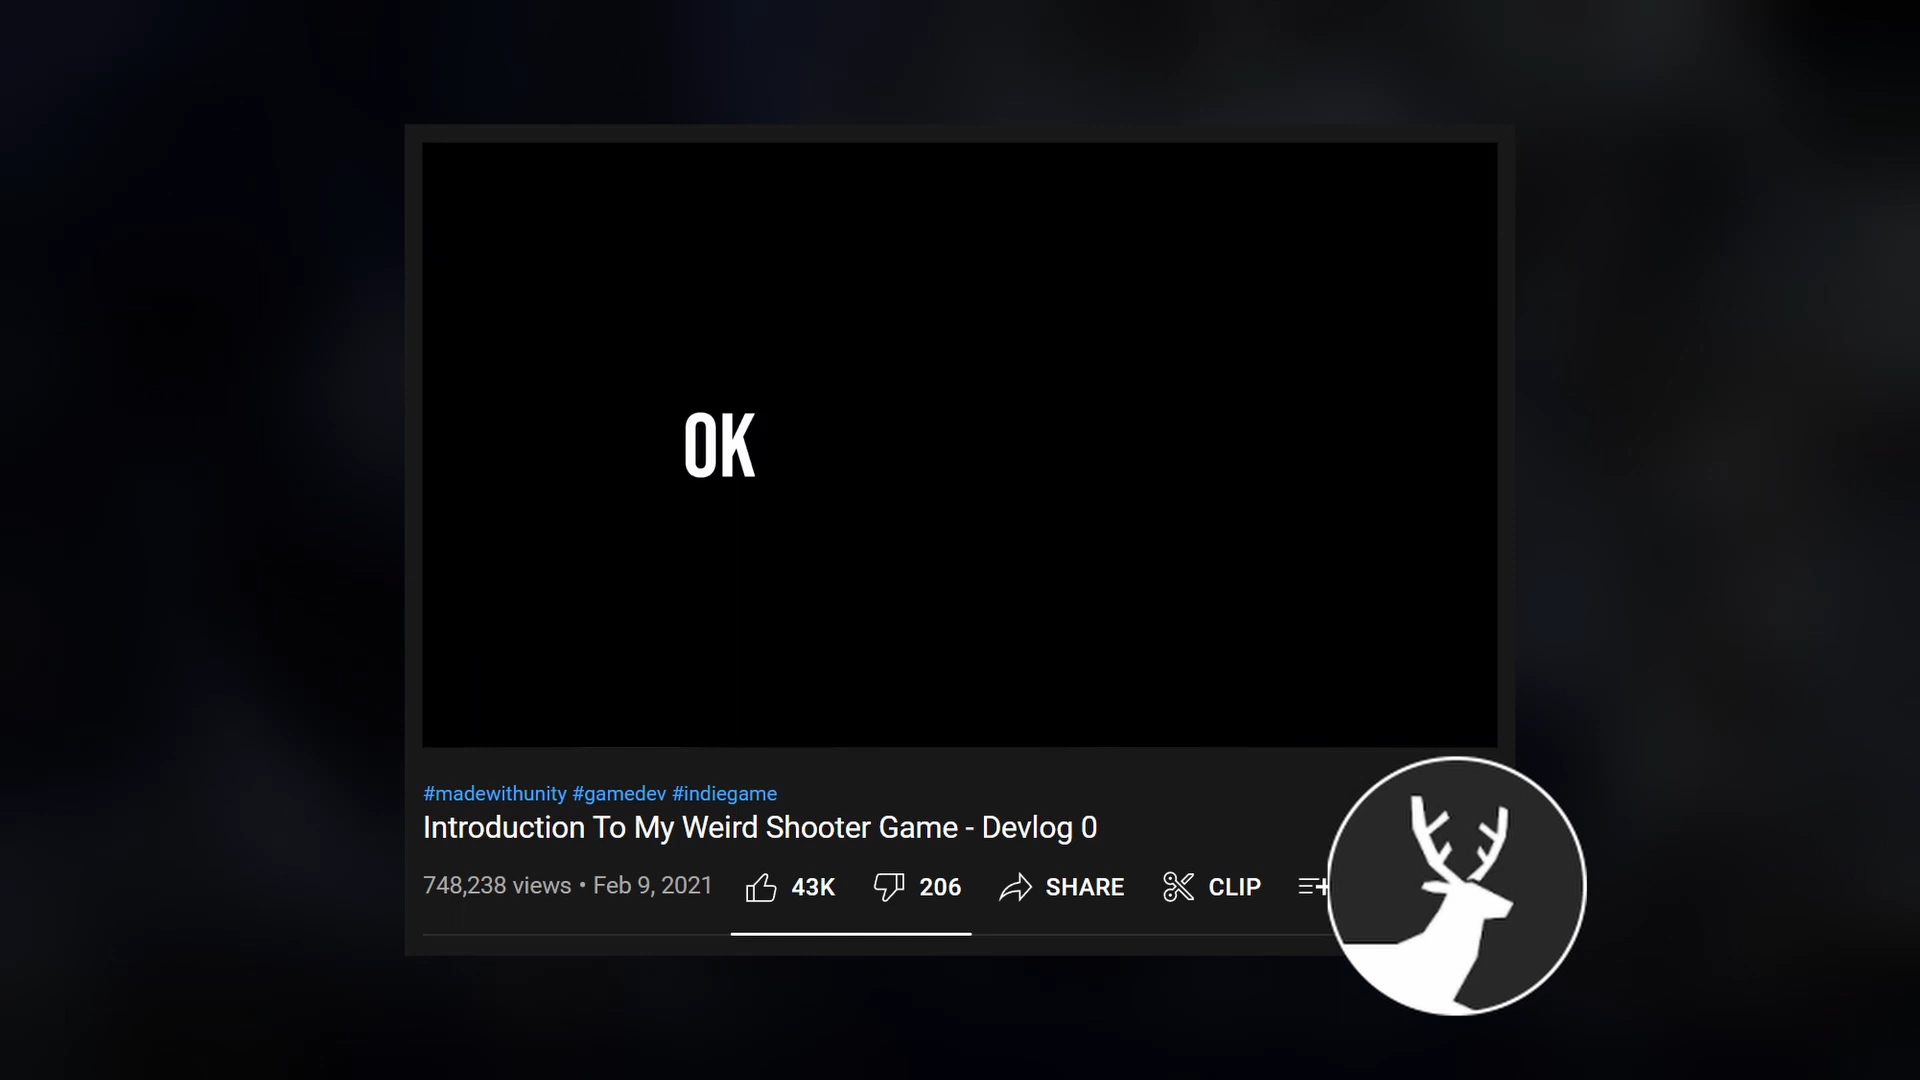 OK
#madewithunity #gamedev #indiegame
Introduction To My Weird Shooter Game - Devlog 0
748,238 views • Feb 9, 2021 43K 206 SHARE CLIP